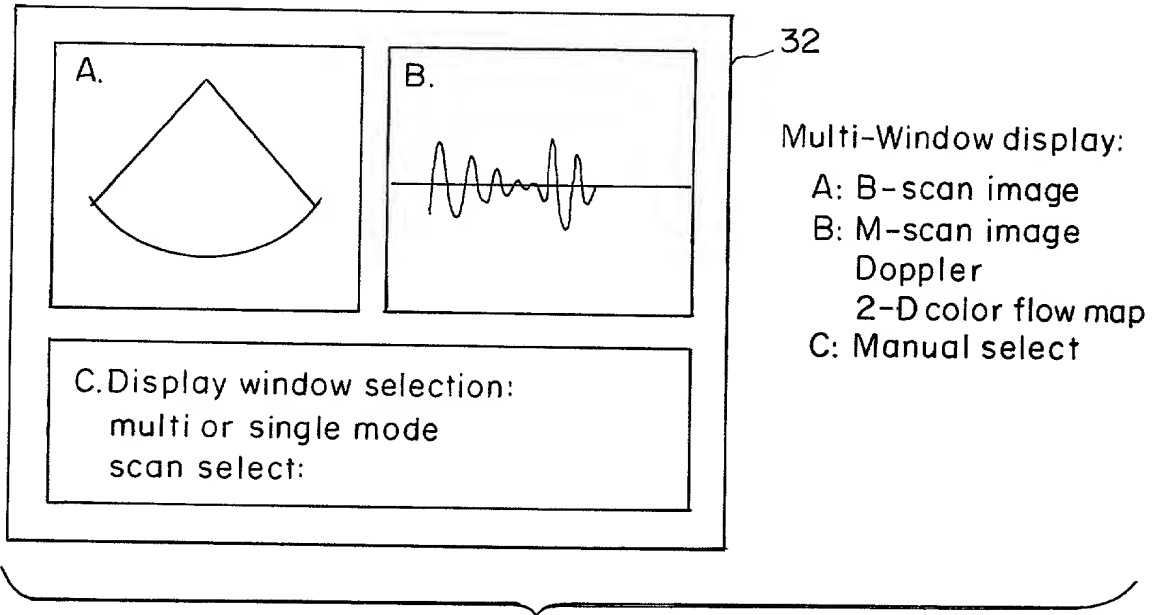 A.
B.
32
C. Display window selection:
multi or single mode
scan select:
Multi-Window display:
A: B-scan image
B: M-scan image
Doppler
2-D color flow map
C: Manual select